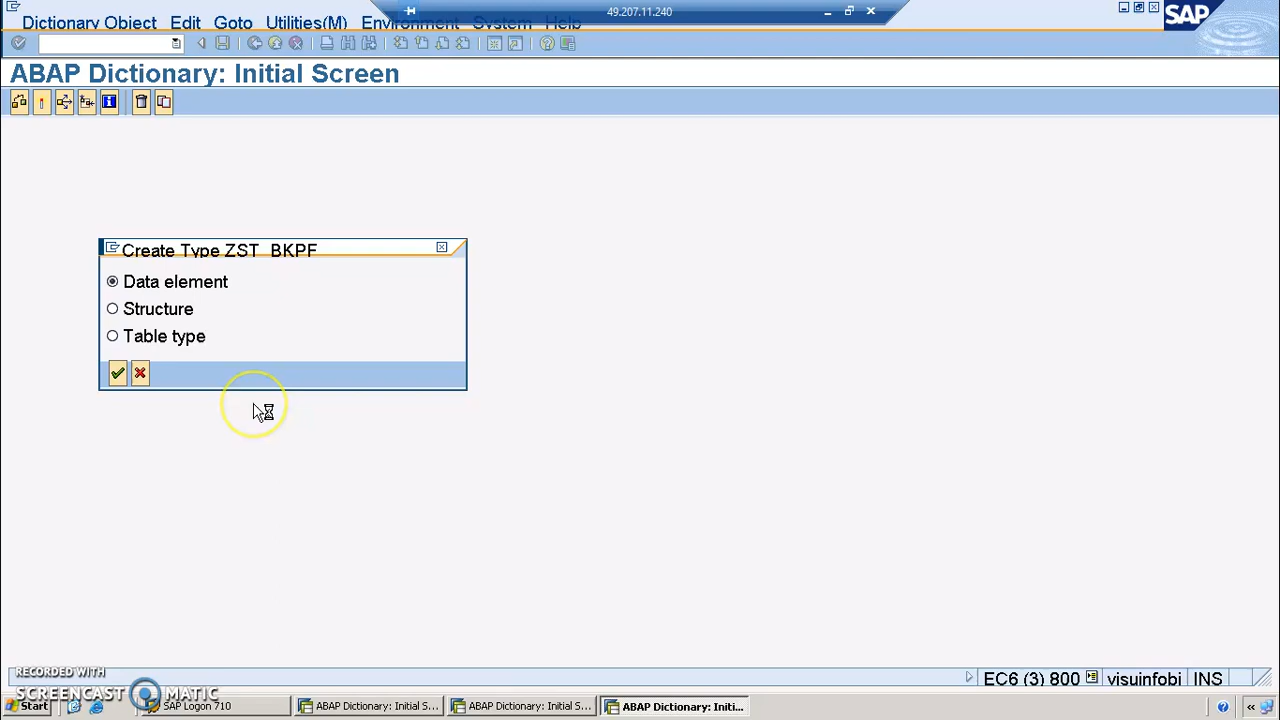 49.207.11.240
Dictionary Object Edit Goto Utilities(M) Environment System Help
SAP
ABAP Dictionary: Initial Screen
Create Type ZST_BKPF
Data element
Structure
Table type
EC6 (3) 800 visuinfobi INS
RECORDED WITH
SCREENCAST MATIC
Start SAP Logon 710 ABAP Dictionary: Initial S... ABAP Dictionary: Initial S... ABAP Dictionary: Initi...